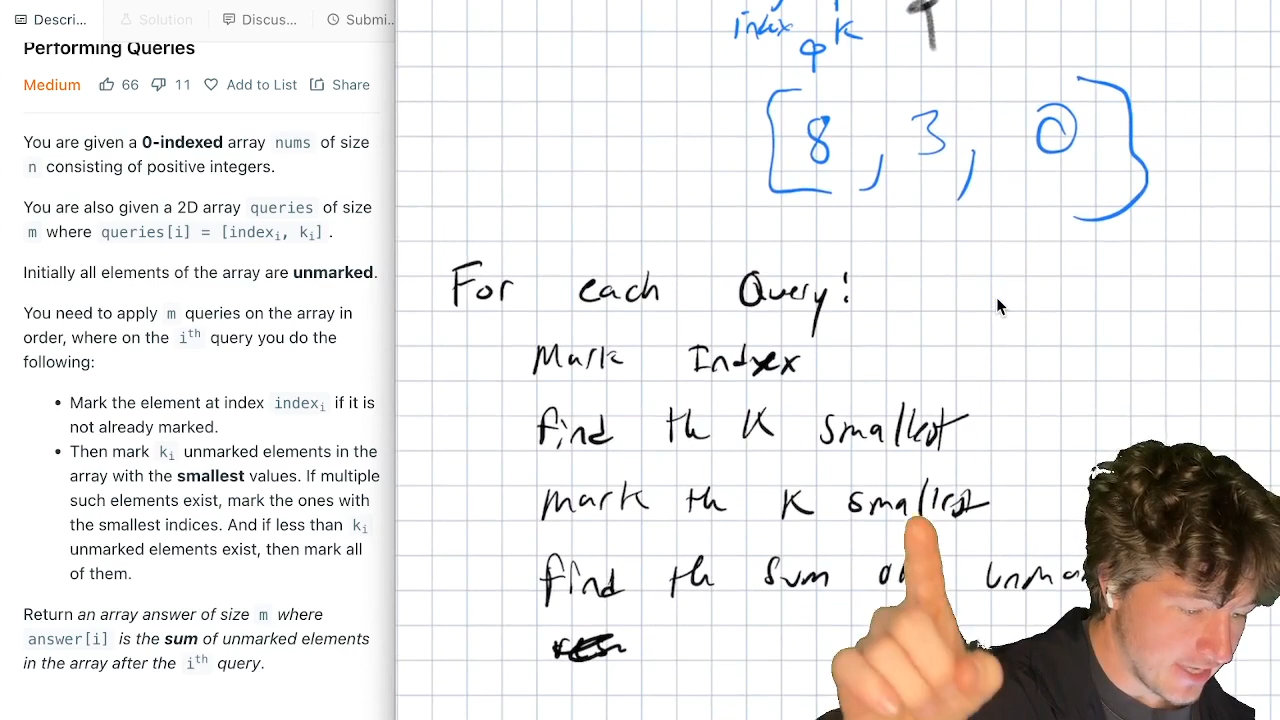 Descri...
Solution
Discus...
Submi...
Performing Queries
Medium 66 11 Add to List Share
You are given a 0-indexed array nums of size
n consisting of positive integers.
You are also given a 2D array queries of size
m where queries[i] = [indexi, ki].
Initially all elements of the array are unmarked.
You need to apply m queries on the array in
order, where on the ith query you do the
following:
• Mark the element at index indexi if it is
not already marked.
• Then mark ki unmarked elements in the
array with the smallest values. If multiple
such elements exist, mark the ones with
the smallest indices. And if less than ki
unmarked elements exist, then mark all
of them.
Return an array answer of size m where
answer[i] is the sum of unmarked elements
in the array after the ith query.
index k
[8, 3, 0]
For each Query:
Mark Index
find th K smallest
mark th K smallest
find th sum